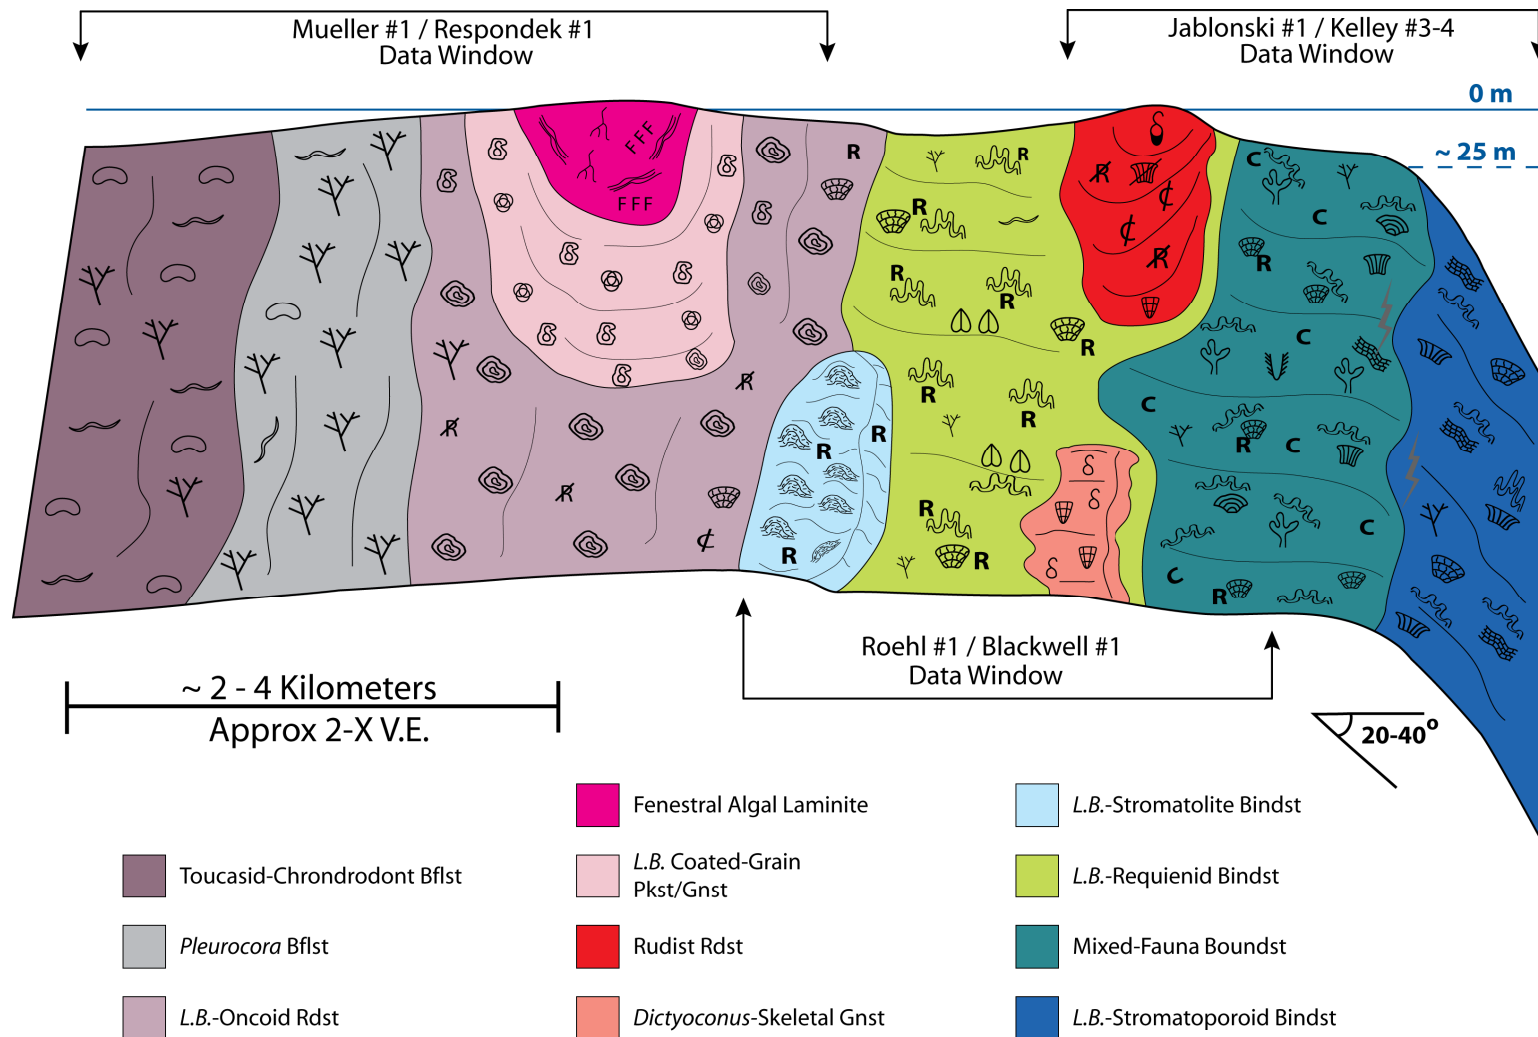 Mueller #1 / Respondek #1
Data Window
Jablonski #1 / Kelley #3-4
Data Window
0 m
~ 25 m
FFF
FFF
R
R
R
C
R
C
R
R
R
R
R
R
C
R
R
C
R
R
R
R
C
R
C
R
R
R
R
C
R
C
R
Roehl #1 / Blackwell #1
Data Window
~ 2 - 4 Kilometers
Approx 2-X V.E.
20-40°
Fenestral Algal Laminite
L.B.-Stromatolite Bindst
Toucasid-Chrondrodont Bflst
L.B. Coated-Grain
Pkst/Gnst
L.B.-Requienid Bindst
Pleurocora Bflst
Rudist Rdst
Mixed-Fauna Boundst
L.B.-Oncoid Rdst
Dictyoconus-Skeletal Gnst
L.B.-Stromatoporoid Bindst